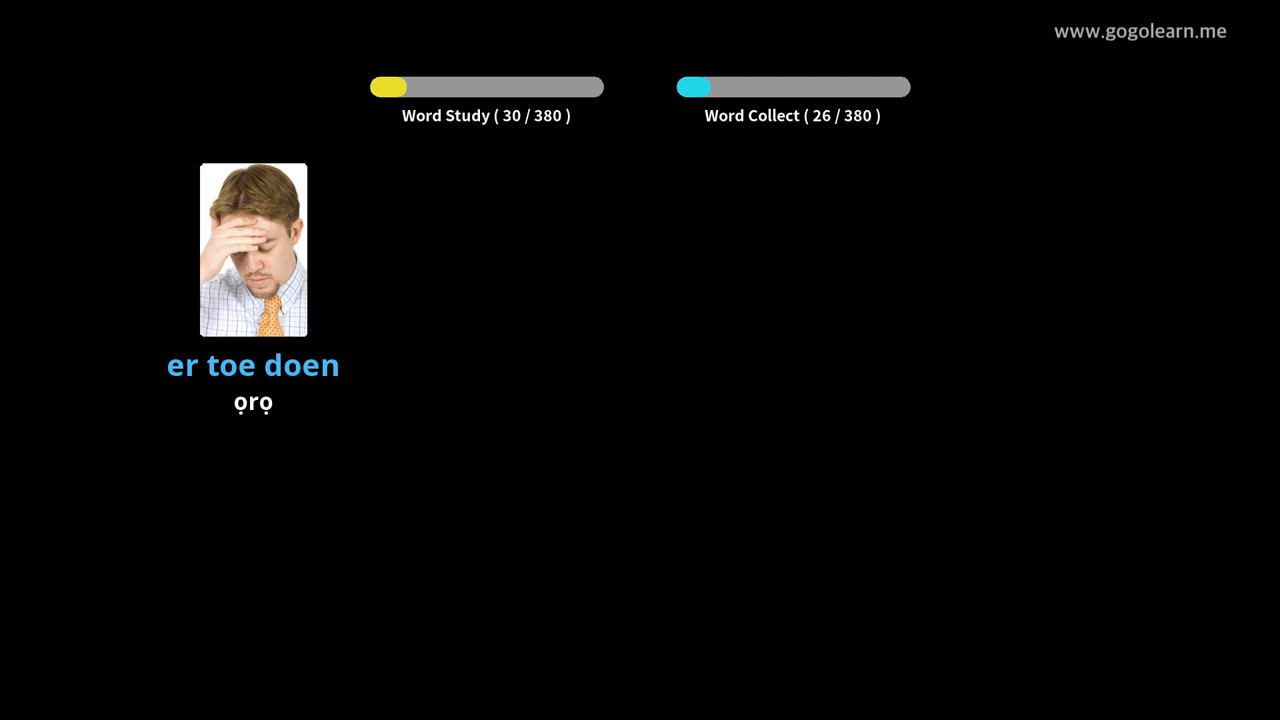 www.gogolearn.me
Word Study ( 30 / 380 )
Word Collect ( 26 / 380 )
er toe doen
ọrọ